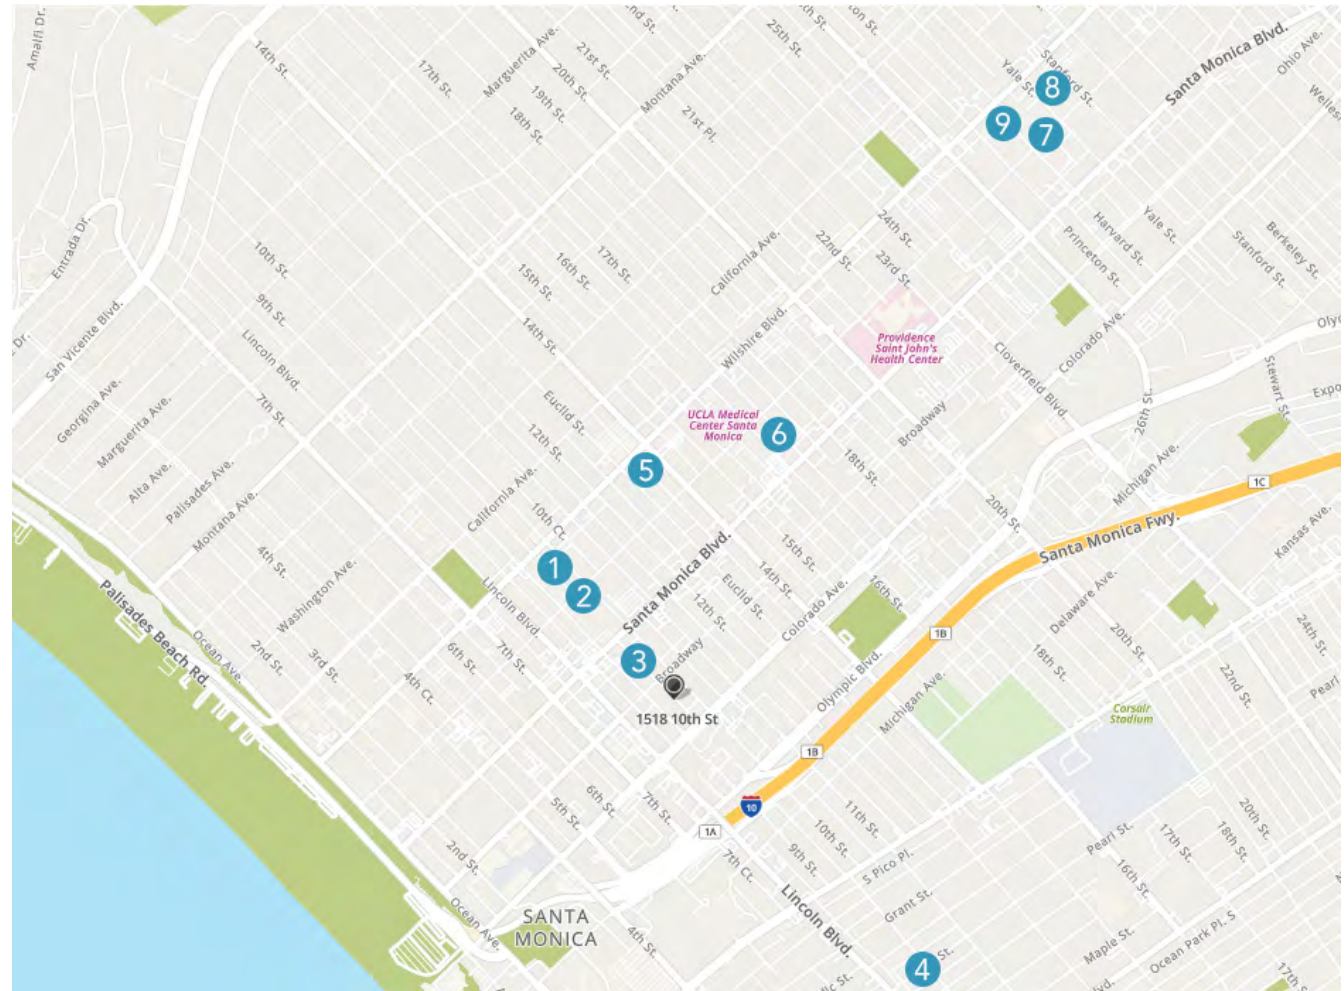 Amalfi Dr.
14th St.
17th St.
Marguerita Ave.
21st St.
20th St.
19th St.
18th St.
Montana Ave.
21st Pl.
25th St.
Santa Monica Blvd.
Ohio Ave.
Stanford St.
Yale St.
8
9
7
Entrada Dr.
Dr.
San Vicente Blvd.
10th St.
9th St.
Lincoln Blvd.
7th St.
15th St.
16th St.
17th St.
14th St.
California Ave.
22nd St.
24th St.
23rd St.
Wilshire Blvd.
Princeton St.
Harvard St.
Yale St.
Stanford St.
Berkeley St.
Providence
Saint John's
Health Center
Cloverfield Blvd.
Colorado Ave.
Stewart St.
26th St.
Georgina Ave.
Marguerita Ave.
Alta Ave.
Palisades Ave.
Montana Ave.
Euclid St.
12th St.
California Ave.
10th Ct.
UCLA Medical
Center Santa
Monica
6
5
18th St.
Broadway
20th St.
Michigan Ave.
1C
Santa Monica Fwy.
Kansas Ave.
4th St.
Washington Ave.
Lincoln Blvd.
1
2
Santa Monica Blvd.
15th St.
14th St.
Euclid St.
12th St.
Colorado Ave.
16th St.
1B
Delaware Ave.
20th St.
22nd St.
24th St.
18th St.
Palisades Beach Rd.
Ocean Ave.
2nd St.
3rd St.
4th Ct.
6th St.
7th St.
3
Broadway
1518 10th St
Olympic Blvd.
Michigan Ave.
Corsair
Stadium
1B
10
1A
2nd St.
5th St.
6th St.
7th St.
7th Ct.
9th St.
10th St.
11th St.
S Pico Pl.
Grant St.
Pearl St.
16th St.
17th St.
18th St.
20th St.
Ocean Ave.
SANTA
MONICA
4th St.
Lincoln Blvd.
4
Maple St.
Ocean Park Pl. S
17th St.